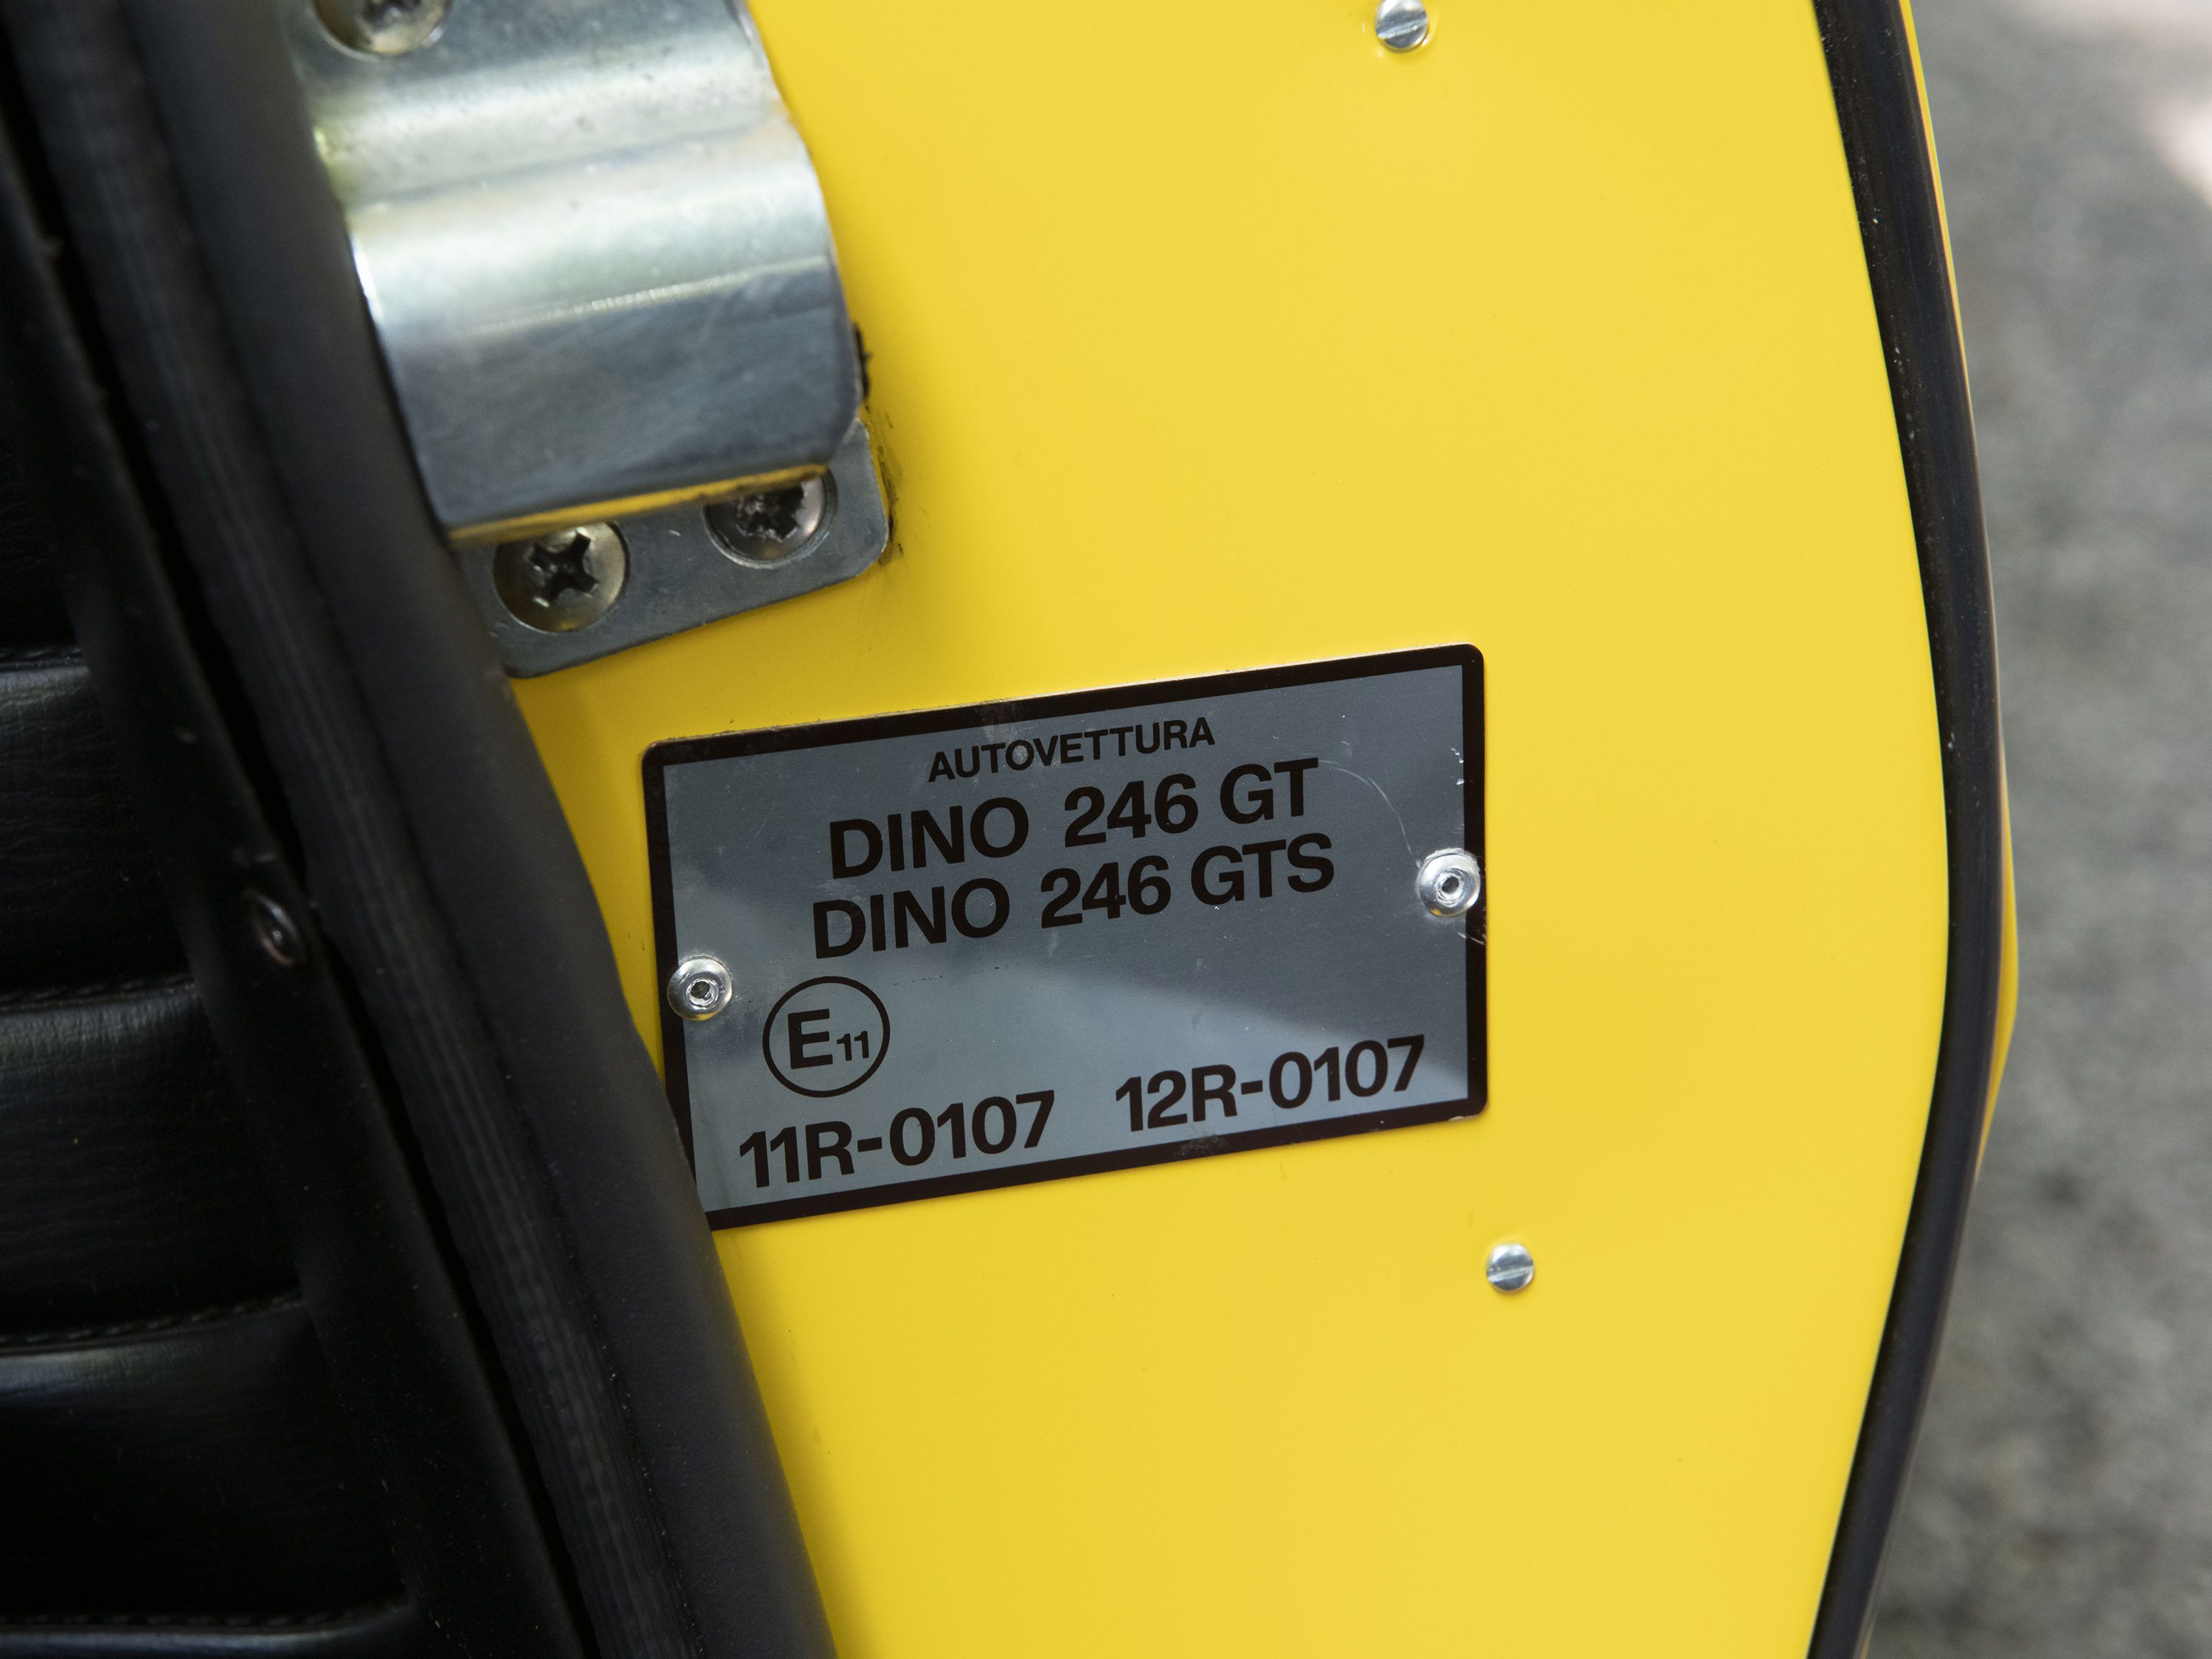 AUTOVETTURA
DINO 246 GT
DINO 246 GTS
E11
11R-0107 12R-0107